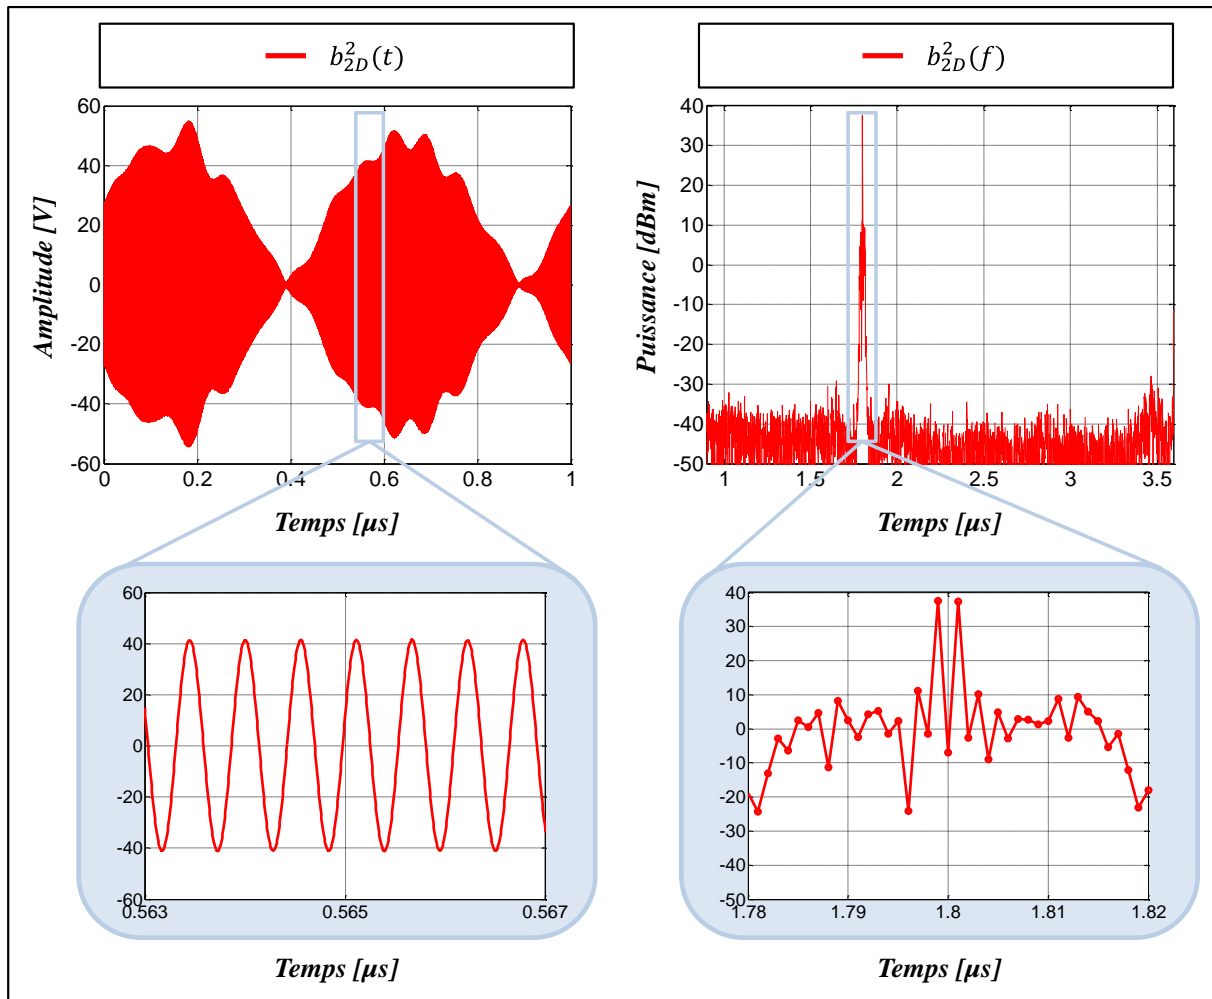 b²₂D(t)
b²₂D(f)
60
40
20
0
-20
-40
-60
Amplitude [V]
0 0.2 0.4 0.6 0.8 1
Temps [µs]
40
30
20
10
0
-10
-20
-30
-40
-50
Puissance [dBm]
1 1.5 2 2.5 3 3.5
Temps [µs]
60
40
20
0
-20
-40
-60
0.563 0.565 0.567
Temps [µs]
40
30
20
10
0
-10
-20
-30
-40
-50
1.78 1.79 1.8 1.81 1.82
Temps [µs]